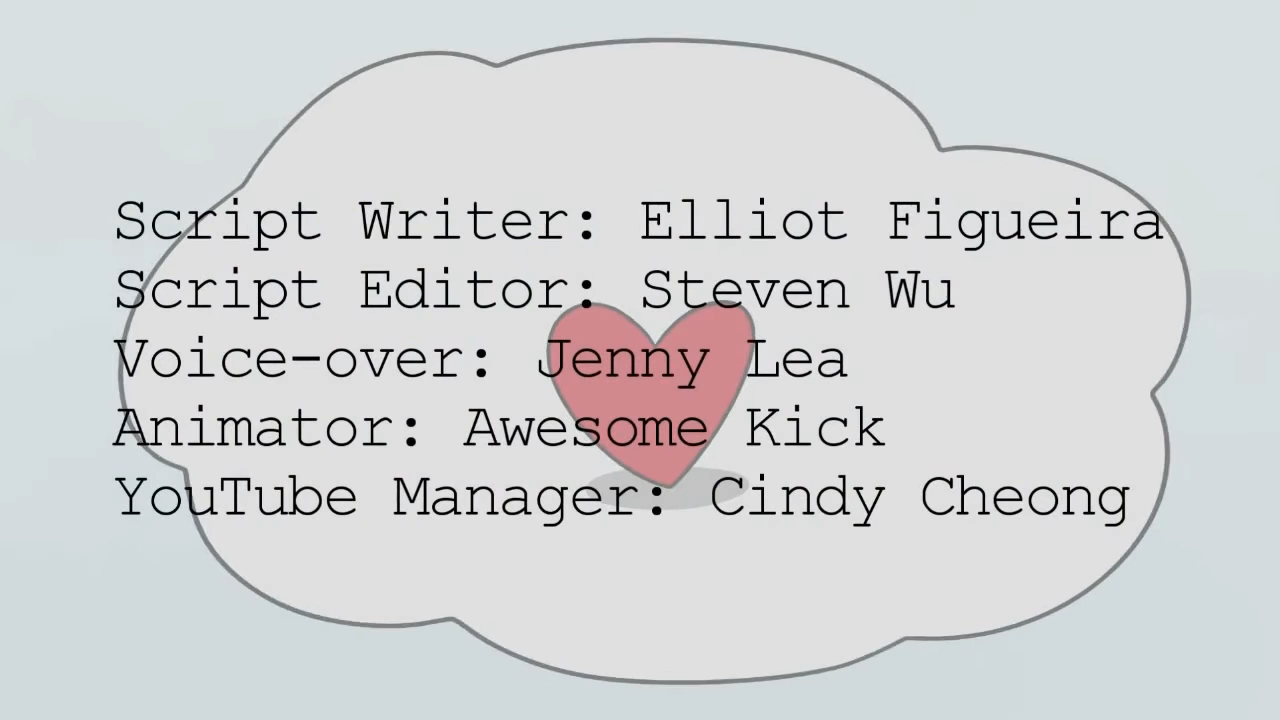 Script Writer: Elliot Figueira
Script Editor: Steven Wu
Voice-over: Jenny Lea
Animator: Awesome Kick
YouTube Manager: Cindy Cheong